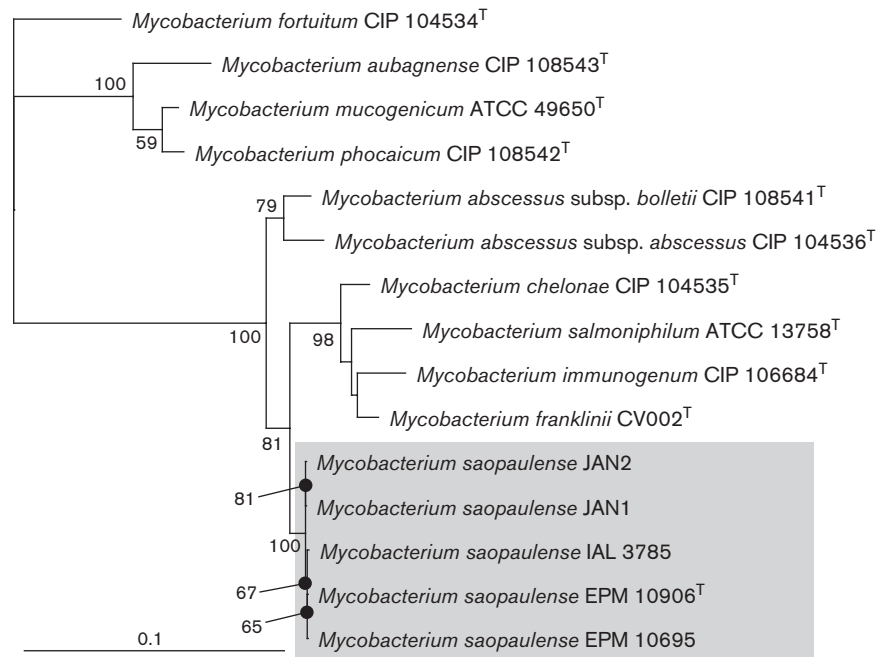 Mycobacterium fortuitum CIP 104534T
Mycobacterium aubagnense CIP 108543T
100
Mycobacterium mucogenicum ATCC 49650T
59
Mycobacterium phocaicum CIP 108542T
Mycobacterium abscessus subsp. bolletii CIP 108541T
79
Mycobacterium abscessus subsp. abscessus CIP 104536T
Mycobacterium chelonae CIP 104535T
100
98
Mycobacterium salmoniphilum ATCC 13758T
Mycobacterium immunogenum CIP 106684T
Mycobacterium franklinii CV002T
81
Mycobacterium saopaulense JAN2
81
Mycobacterium saopaulense JAN1
100
Mycobacterium saopaulense IAL 3785
67
Mycobacterium saopaulense EPM 10906T
65
Mycobacterium saopaulense EPM 10695
0.1